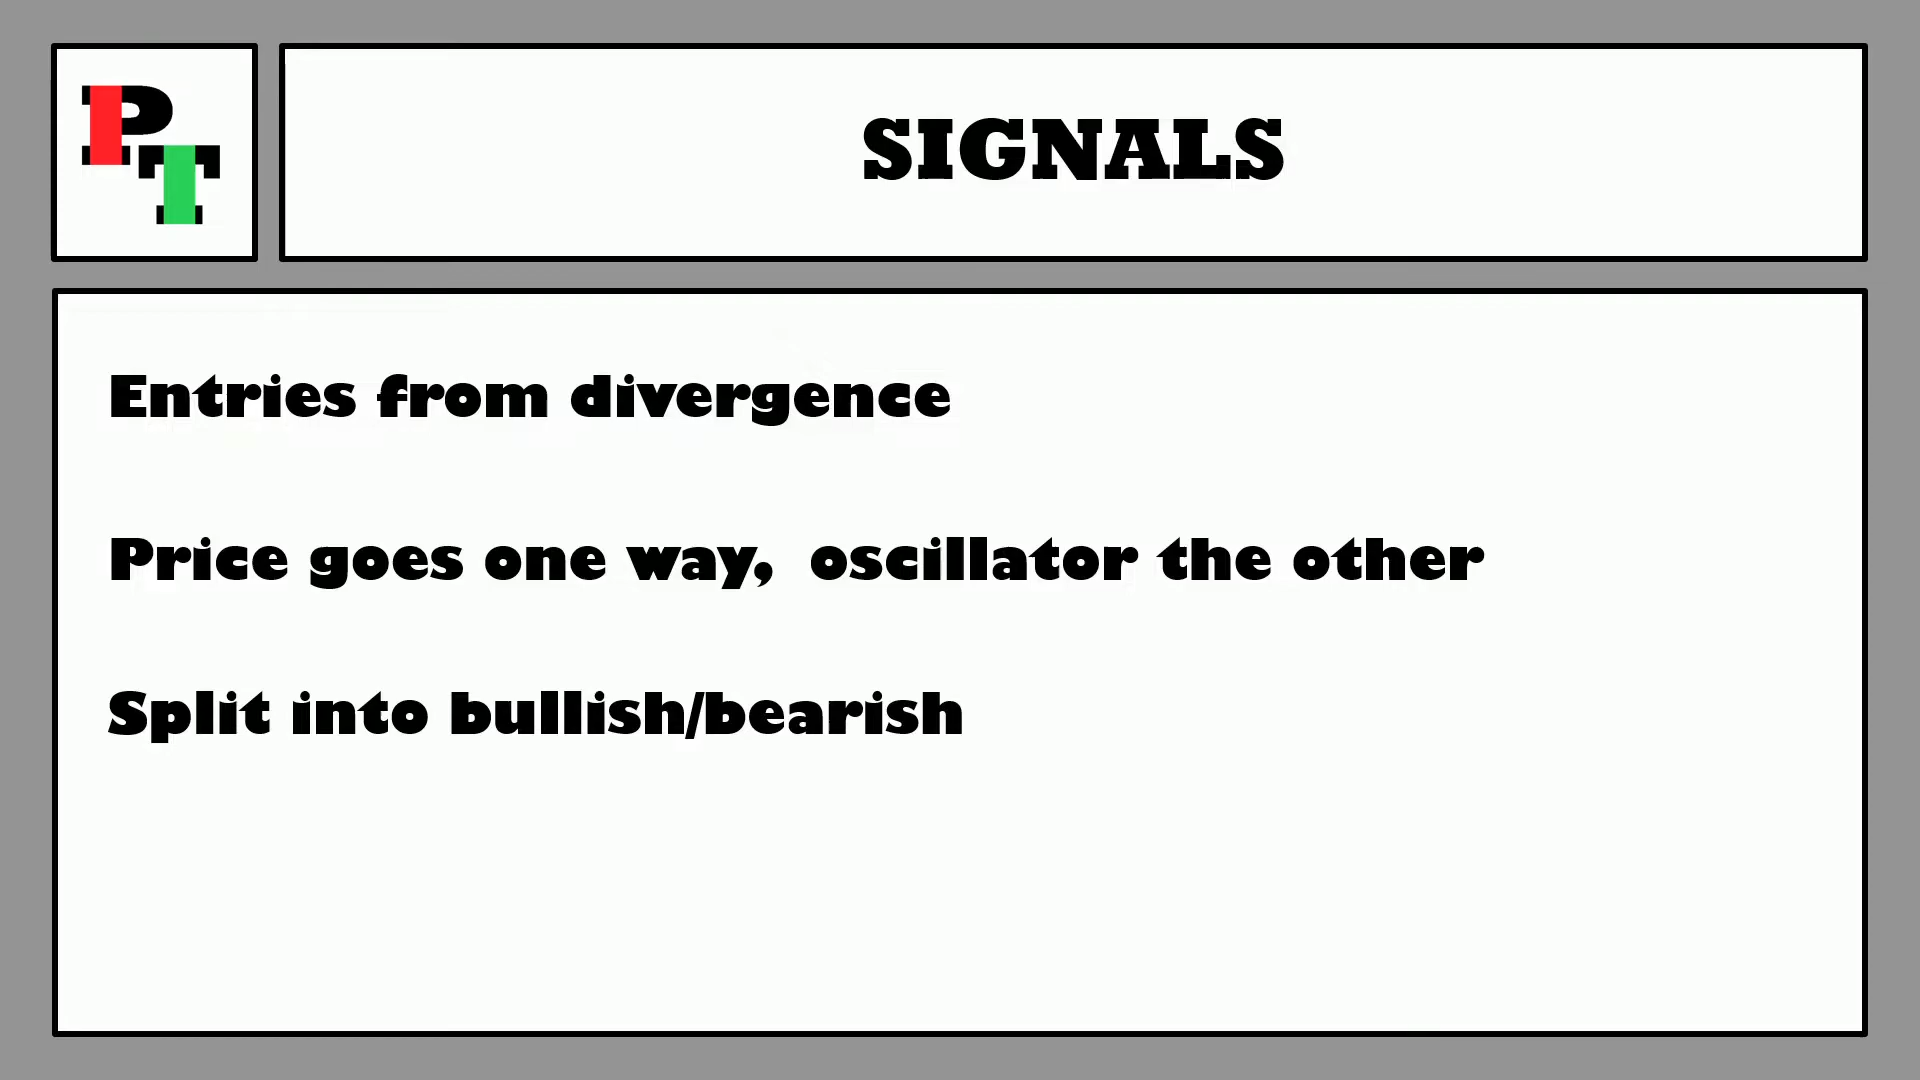 PT
SIGNALS
Entries from divergence
Price goes one way,  oscillator the other
Split into bullish/bearish